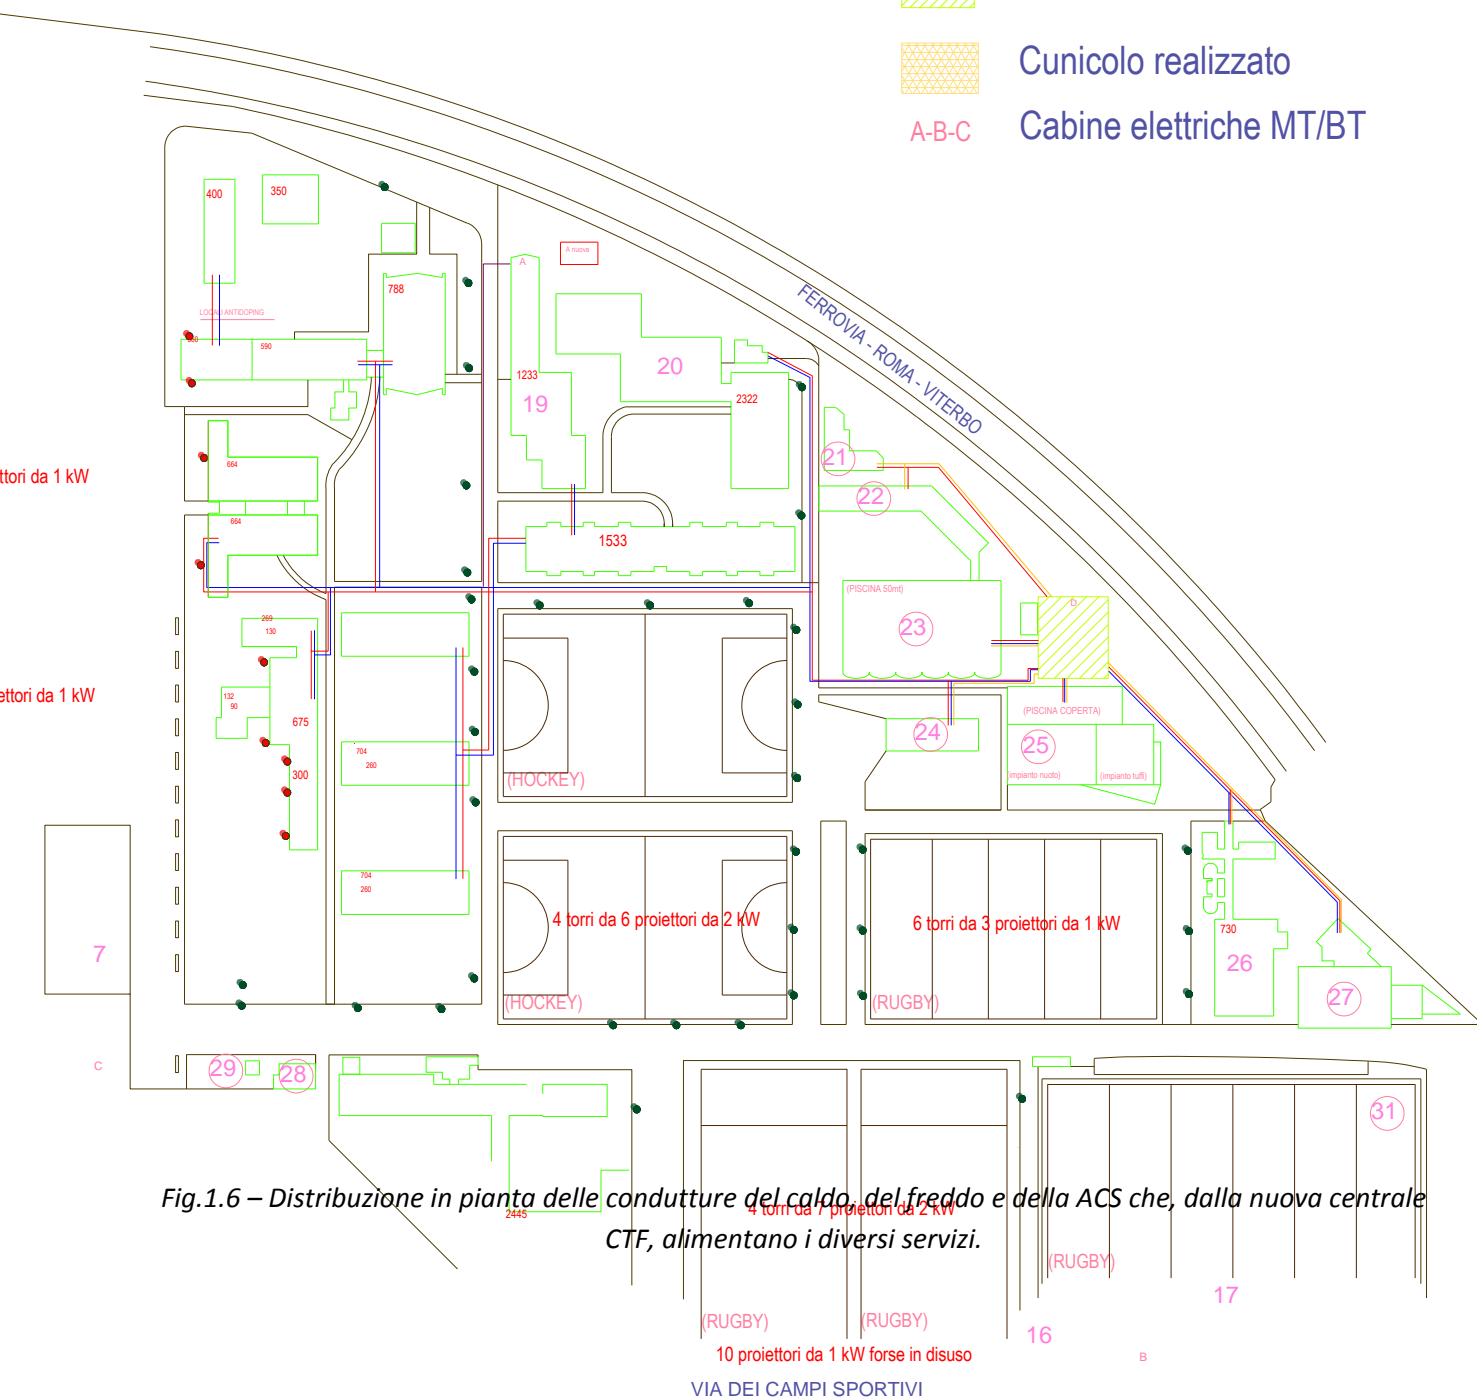 Cunicolo realizzato
A-B-C
Cabine elettriche MT/BT
400
350
A nuova
A
788
LOCALI ANTIDOPING
590
FERROVIA - ROMA - VITERBO
20
1233
19
2322
21
664
ttori da 1 kW
22
664
1533
(PISCINA 50mt)
D
23
269
130
132
90
ettori da 1 kW
675
(PISCINA COPERTA)
24
25
704
260
300
(HOCKEY)
(impianto nuoto)
(impianto tuffi)
704
260
4 torri da 6 proiettori da 2 kW
6 torri da 3 proiettori da 1 kW
730
7
26
(HOCKEY)
(RUGBY)
27
C
29
28
31
Fig.1.6 – Distribuzione in pianta delle condutture del caldo, del freddo e della ACS che, dalla nuova centrale
4 torri da 7 proiettori da 2 kW
2445
CTF, alimentano i diversi servizi.
(RUGBY)
17
(RUGBY)
(RUGBY)
16
10 proiettori da 1 kW forse in disuso
B
VIA DEI CAMPI SPORTIVI